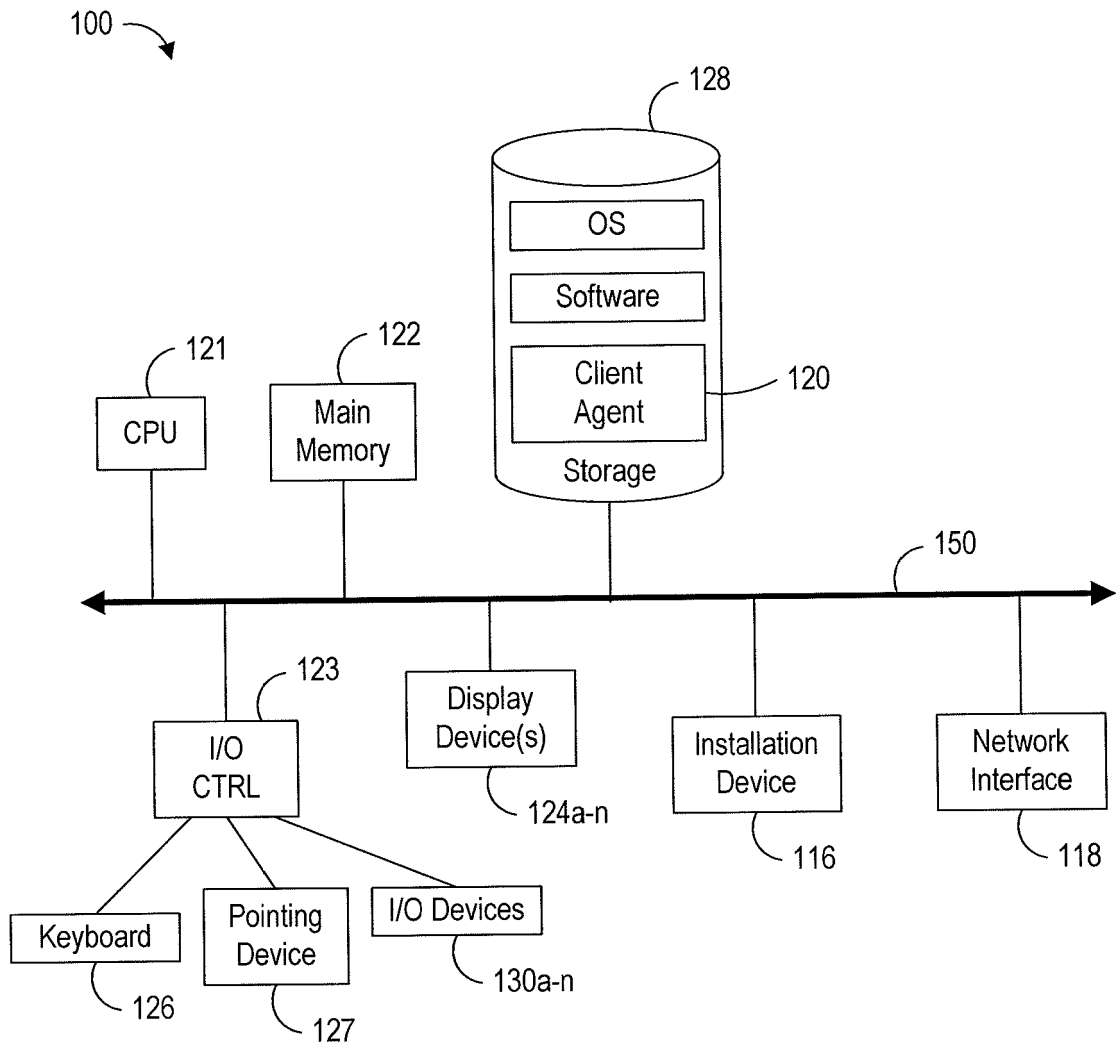 100
128
OS
Software
Client
Agent
120
Storage
121
CPU
122
Main
Memory
150
123
I/O
CTRL
Display
Device(s)
124a-n
Installation
Device
116
Network
Interface
118
Keyboard
126
Pointing
Device
127
I/O Devices
130a-n